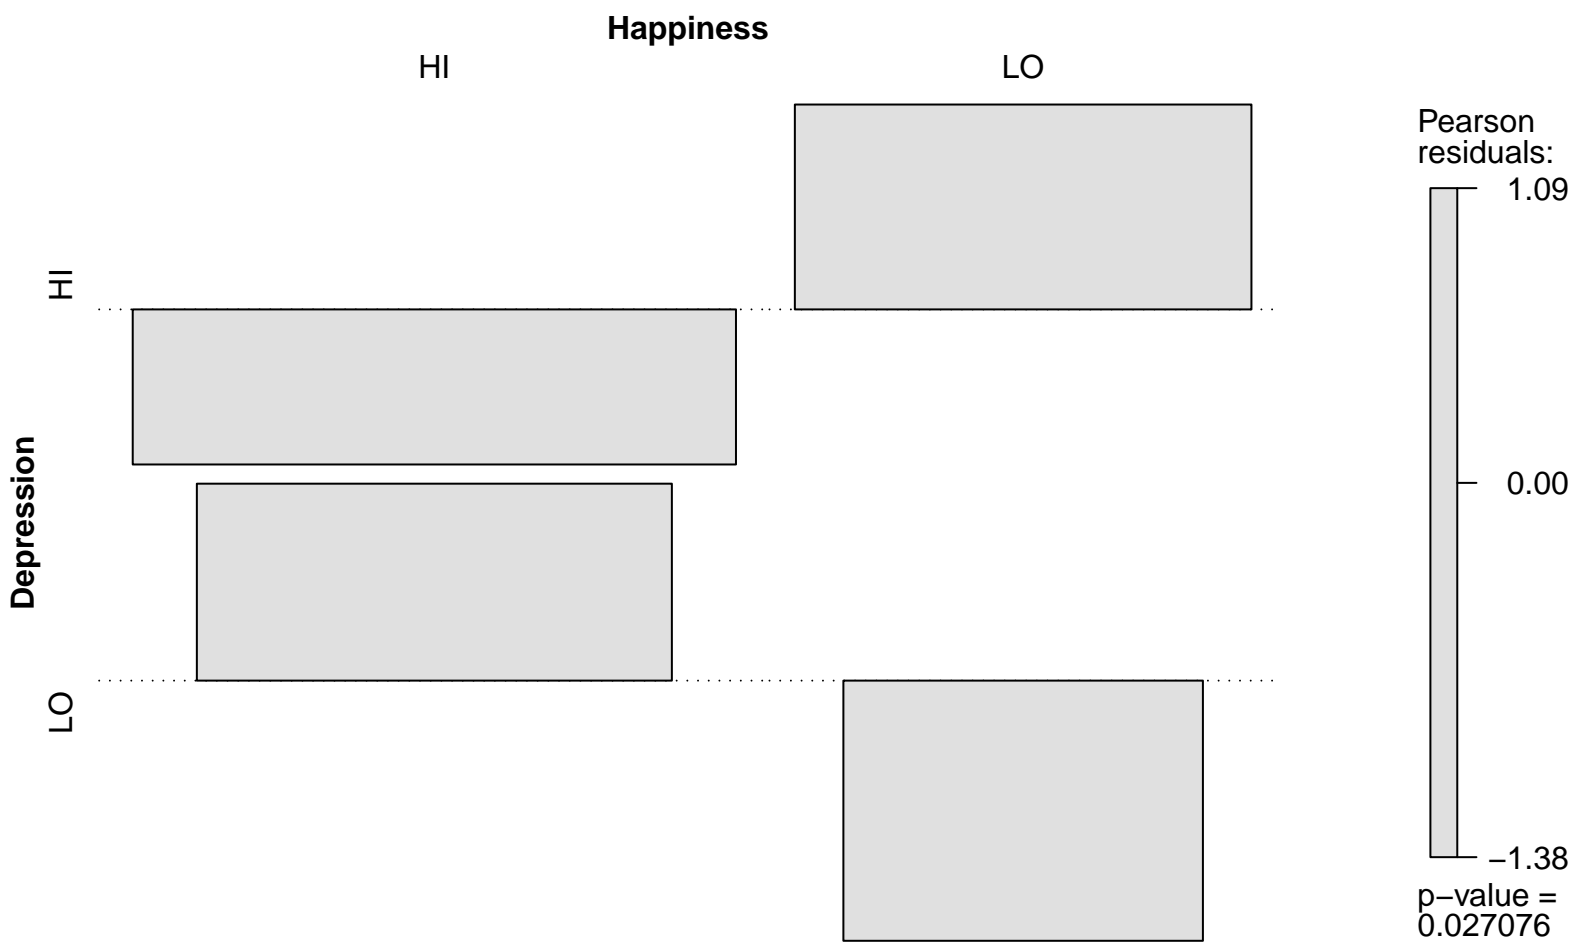 Happiness
HI LO
Pearson
residuals:
1.09
HI
Depression
0.00
LO
−1.38
p−value =
0.027076